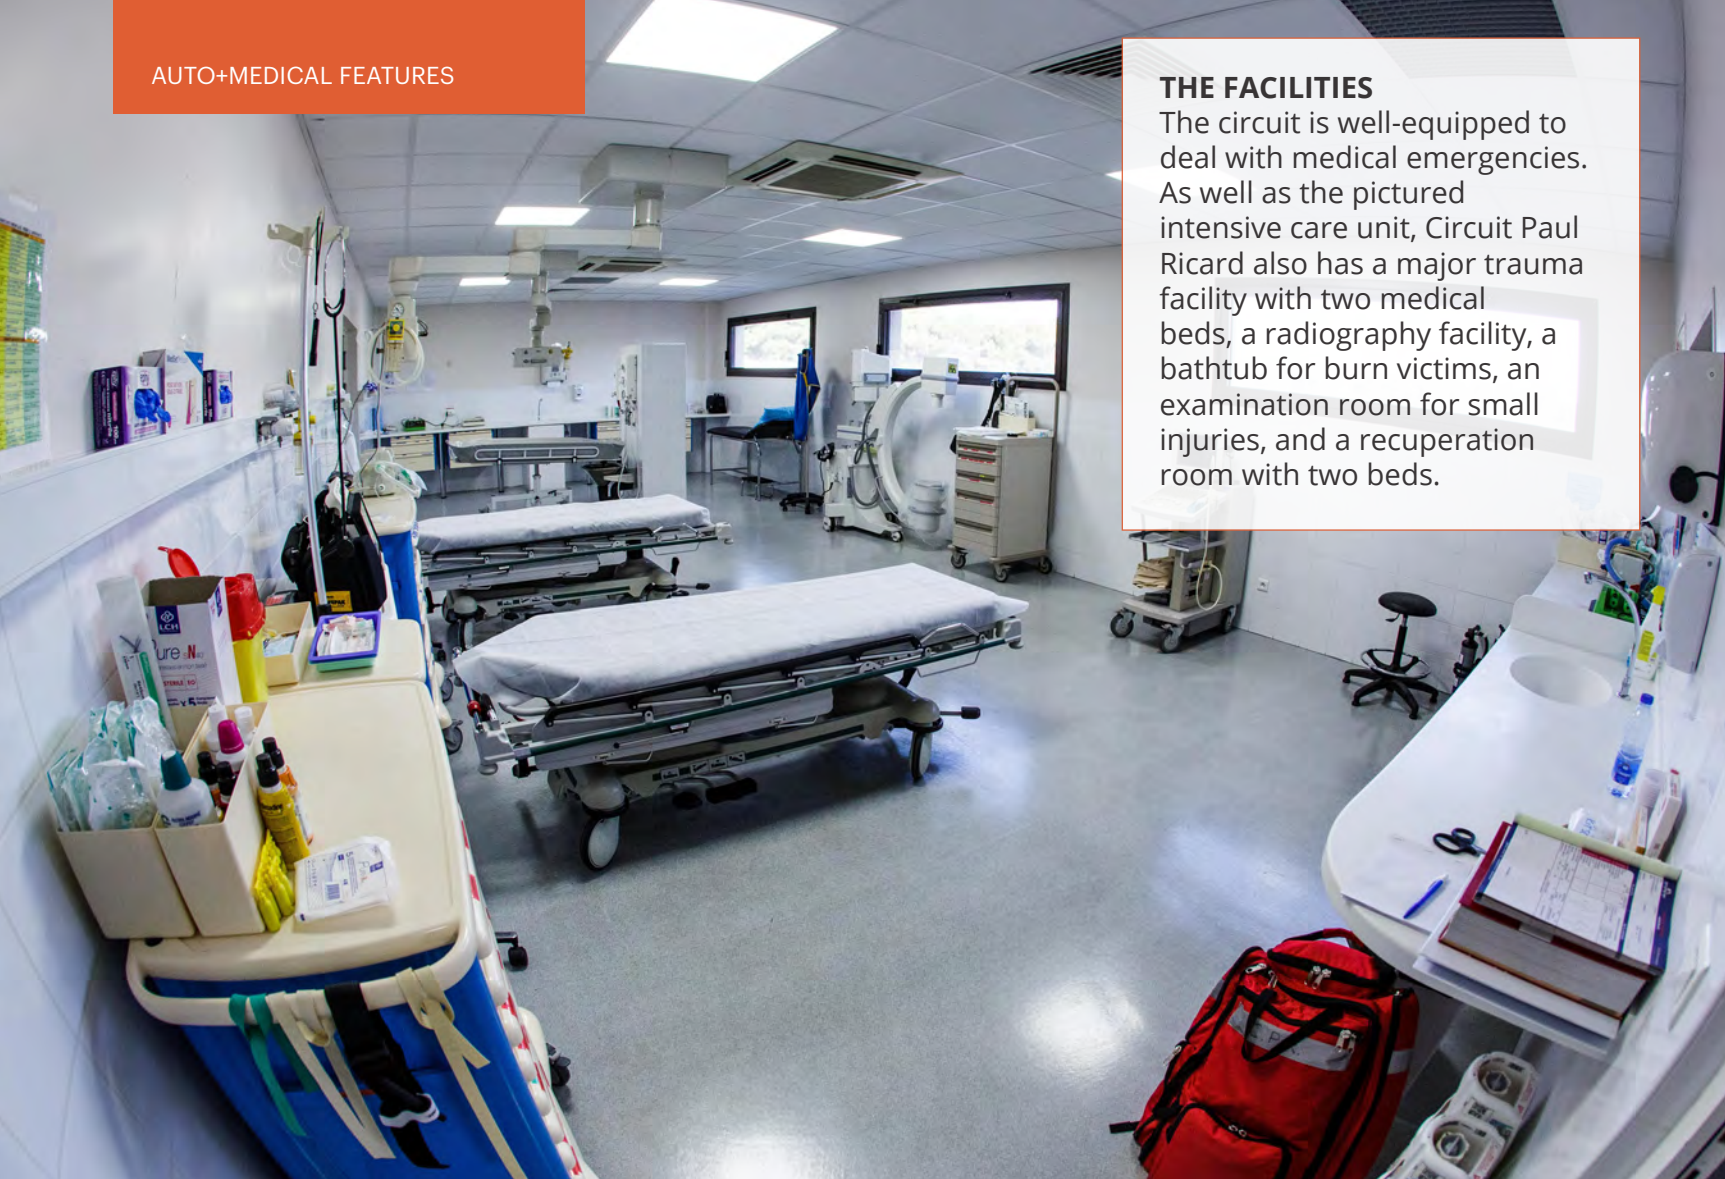 AUTO+MEDICAL FEATURES
THE FACILITIES
The circuit is well-equipped to
deal with medical emergencies.
As well as the pictured
intensive care unit, Circuit Paul
Ricard also has a major trauma
facility with two medical
beds, a radiography facility, a
bathtub for burn victims, an
examination room for small
injuries, and a recuperation
room with two beds.
LCH